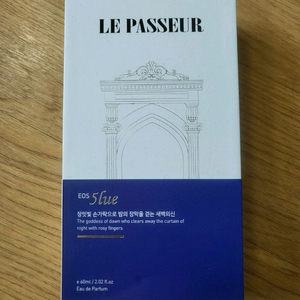 LE PASSEUR
EOS 5lue
장밋빛 손가락으로 밤의 장막을 걷는 새벽의신
The goddess of dawn who clears away the curtain of
night with rosy fingers
e 60ml / 2.02 fl.oz
Eau de Parfum